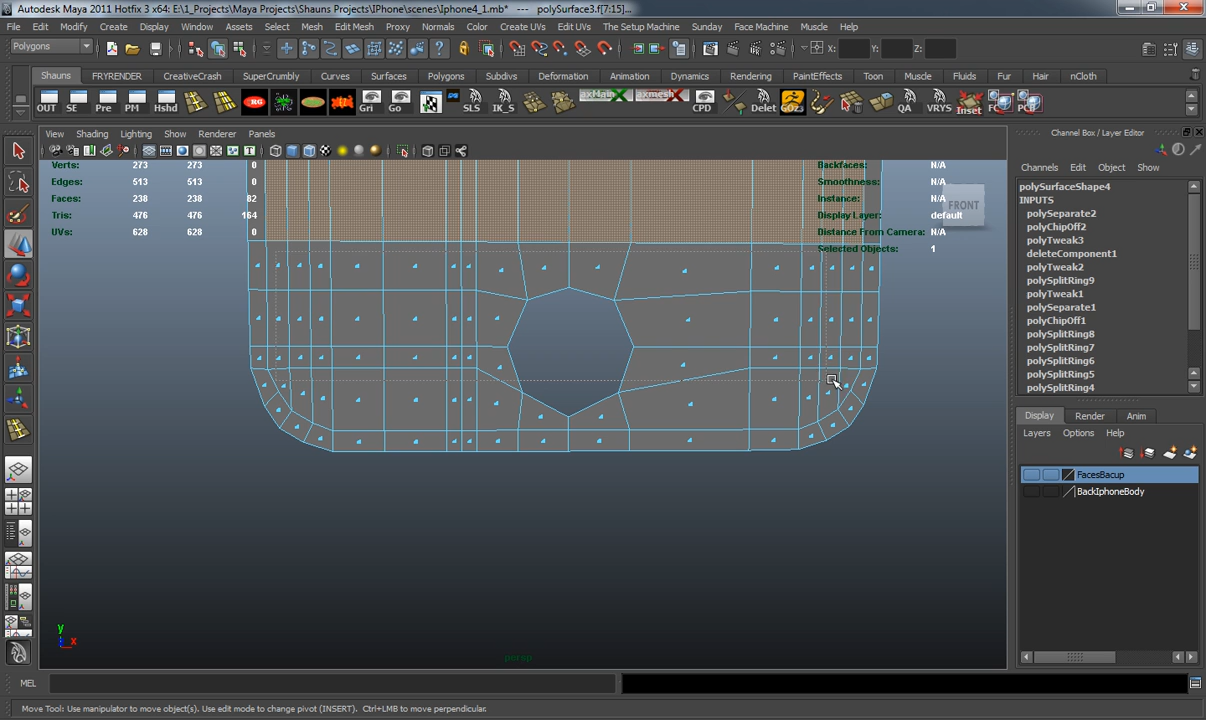 Autodesk Maya 2011 Hotfix 3 x64: E:\1_Projects\Maya Projects\Shauns Projects\IPhone\scenes\Iphone4_1.mb* --- polySurface3.f[7:15]...
File Edit Modify Create Display Window Assets Select Mesh Edit Mesh Proxy Normals Color Create UVs Edit UVs The Setup Machine Sunday Face Machine Muscle Help
Polygons X: Y: Z:
Shauns FRYRENDER CreativeCrash SuperCrumbly Curves Surfaces Polygons Subdivs Deformation Animation Dynamics Rendering PaintEffects Toon Muscle Fluids Fur Hair nCloth
OUT SE Pre PM Hshd Gri Go SLS IK_S CPD Delet GOz3 QA VRYS Inset
View Shading Lighting Show Renderer Panels
Channel Box / Layer Editor
Channels Edit Object Show
Verts: 273 273 0 Backfaces: N/A
Edges: 513 513 0 Smoothness: N/A
Faces: 238 238 82 Instance: N/A
Tris: 476 476 164 Display Layer: default
UVs: 628 628 0 Distance From Camera: N/A
Selected Objects: 1
FRONT
polySurfaceShape4
INPUTS
polySeparate2
polyChipOff2
polyTweak3
deleteComponent1
polyTweak2
polySplitRing9
polyTweak1
polySeparate1
polyChipOff1
polySplitRing8
polySplitRing7
polySplitRing6
polySplitRing5
polySplitRing4
Display Render Anim
Layers Options Help
FacesBacup
BackIphoneBody
y
x
persp
MEL
Move Tool: Use manipulator to move object(s). Use edit mode to change pivot (INSERT). Ctrl+LMB to move perpendicular.